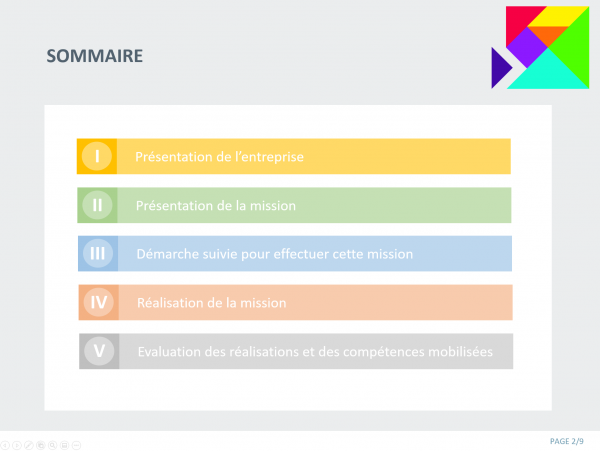 SOMMAIRE
I
Présentation de l'entreprise
II
Présentation de la mission
III
Démarche suivie pour effectuer cette mission
IV
Réalisation de la mission
V
Evaluation des réalisations et des compétences mobilisées
PAGE 2/9